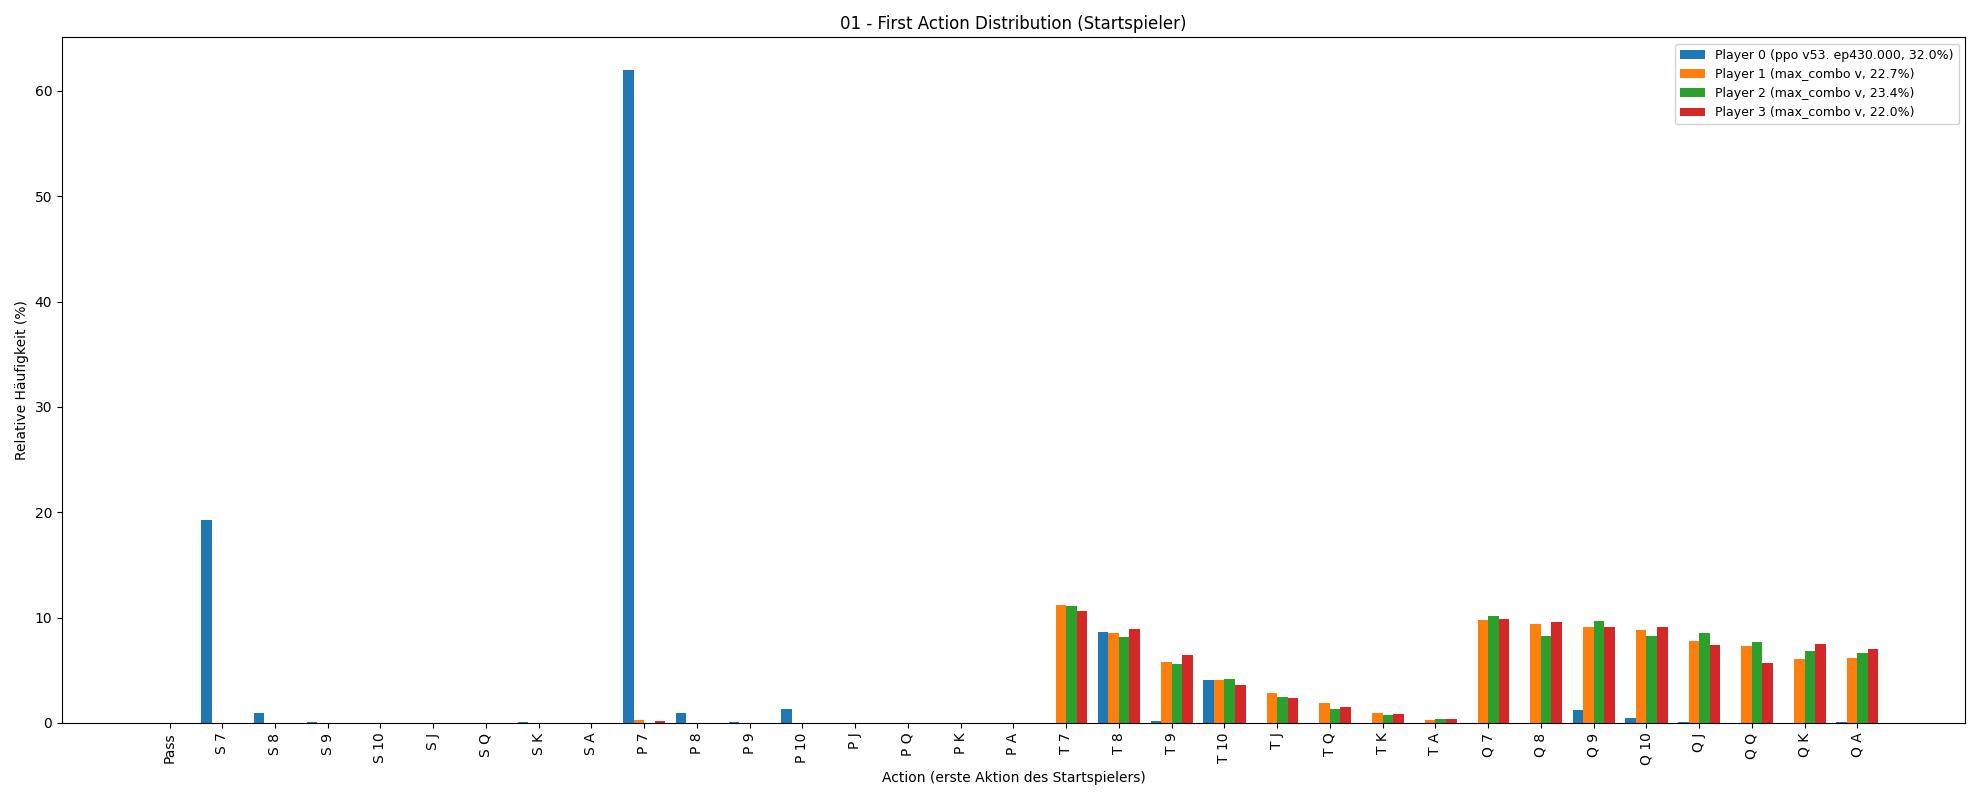 01 - First Action Distribution (Startspieler)
Player 0 (ppo v53. ep430.000, 32.0%)
Player 1 (max_combo v, 22.7%)
Player 2 (max_combo v, 23.4%)
Player 3 (max_combo v, 22.0%)
Relative Häufigkeit (%)
60
50
40
30
20
10
0
Pass
S 7
S 8
S 9
S 10
S J
S Q
S K
S A
P 7
P 8
P 9
P 10
P J
P Q
P K
P A
T 7
T 8
T 9
T 10
T J
T Q
T K
T A
Q 7
Q 8
Q 9
Q 10
Q J
Q Q
Q K
Q A
Action (erste Aktion des Startspielers)